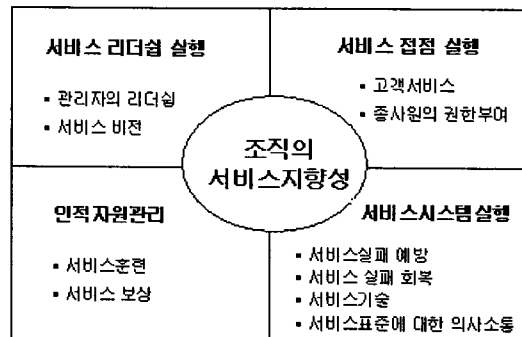 서비스 리더쉽 실행
▪ 관리자의 리더쉽
▪ 서비스 비전
서비스 접점 실행
▪ 고객서비스
▪ 종사원의 권한부여
조직의
서비스지향성
인적자원관리
▪ 서비스훈련
▪ 서비스 보상
서비스시스템실행
▪ 서비스실패 예방
▪ 서비스 실패 회복
▪ 서비스기술
▪ 서비스표준에 대한 의사소통